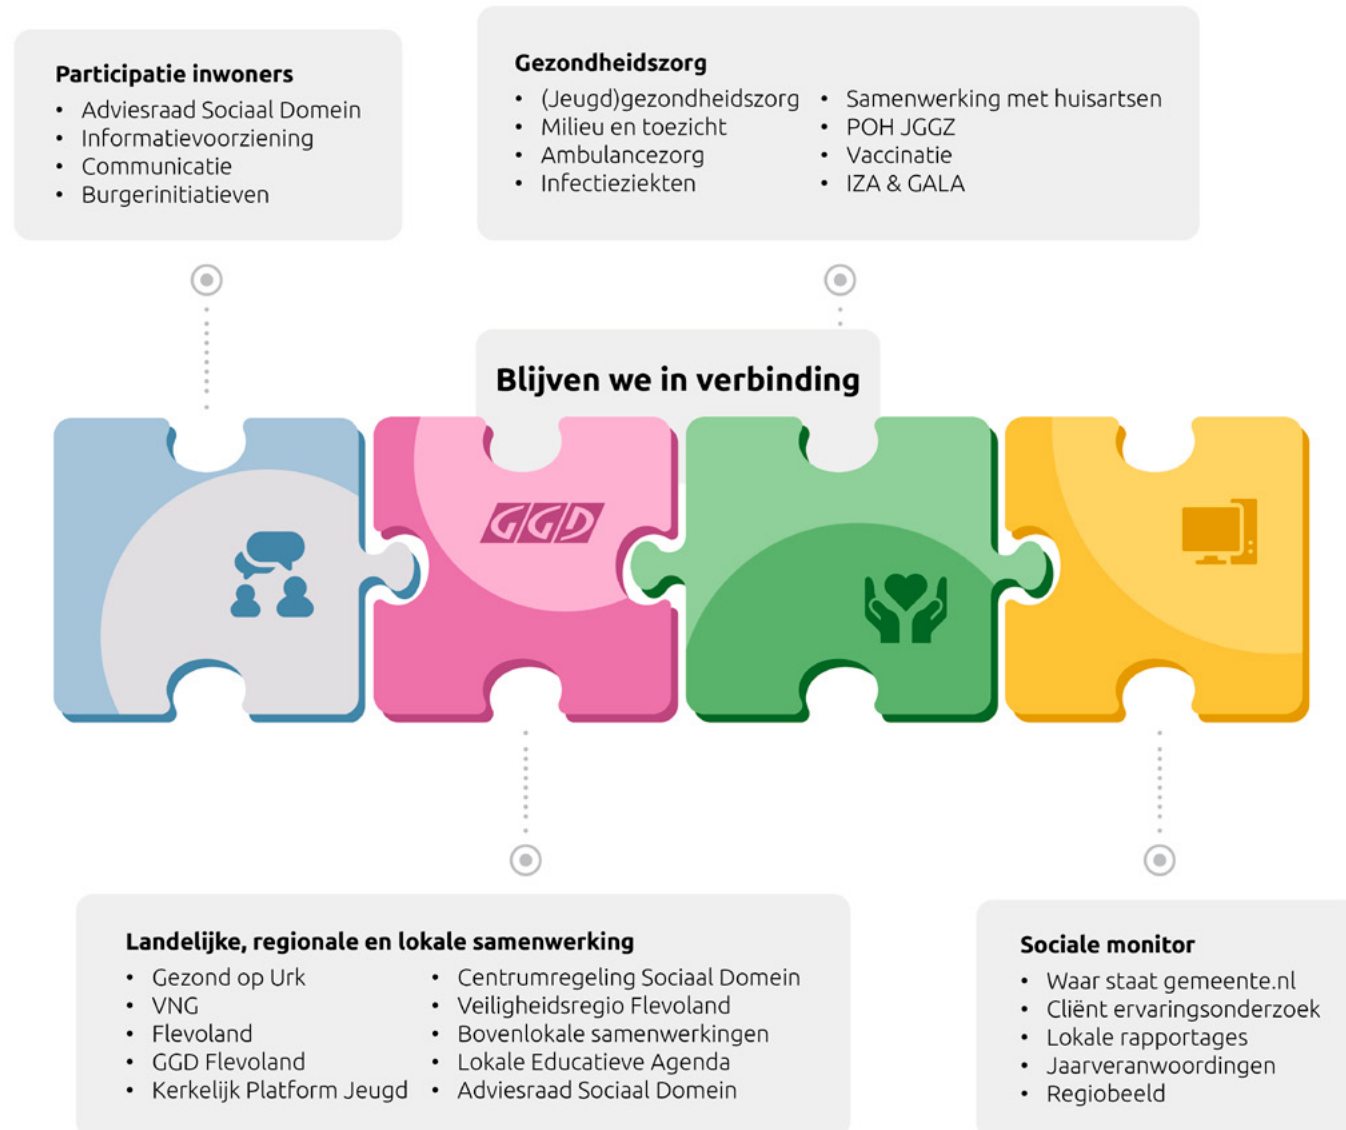 Participatie inwoners
• Adviesraad Sociaal Domein
• Informatievoorziening
• Communicatie
• Burgerinitiatieven
Gezondheidszorg
• (Jeugd)gezondheidszorg
• Milieu en toezicht
• Ambulancezorg
• Infectieziekten
• Samenwerking met huisartsen
• POH JGGZ
• Vaccinatie
• IZA & GALA
Blijven we in verbinding
GGD
Landelijke, regionale en lokale samenwerking
• Gezond op Urk
• VNG
• Flevoland
• GGD Flevoland
• Kerkelijk Platform Jeugd
• Centrumregeling Sociaal Domein
• Veiligheidsregio Flevoland
• Bovenlokale samenwerkingen
• Lokale Educatieve Agenda
• Adviesraad Sociaal Domein
Sociale monitor
• Waar staat gemeente.nl
• Cliënt ervaringsonderzoek
• Lokale rapportages
• Jaarveranwoordingen
• Regiobeeld